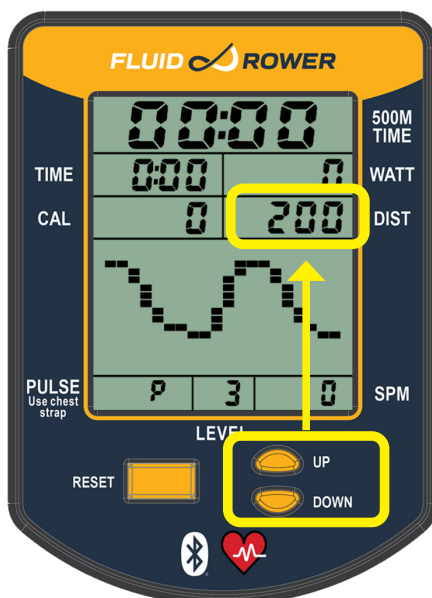 FLUID ROWER
00:00
500M
TIME
TIME 0:00 0 WATT
CAL 0 200 DIST
PULSE
Use chest
strap
P 3 0 SPM
LEVEL
UP
RESET
DOWN